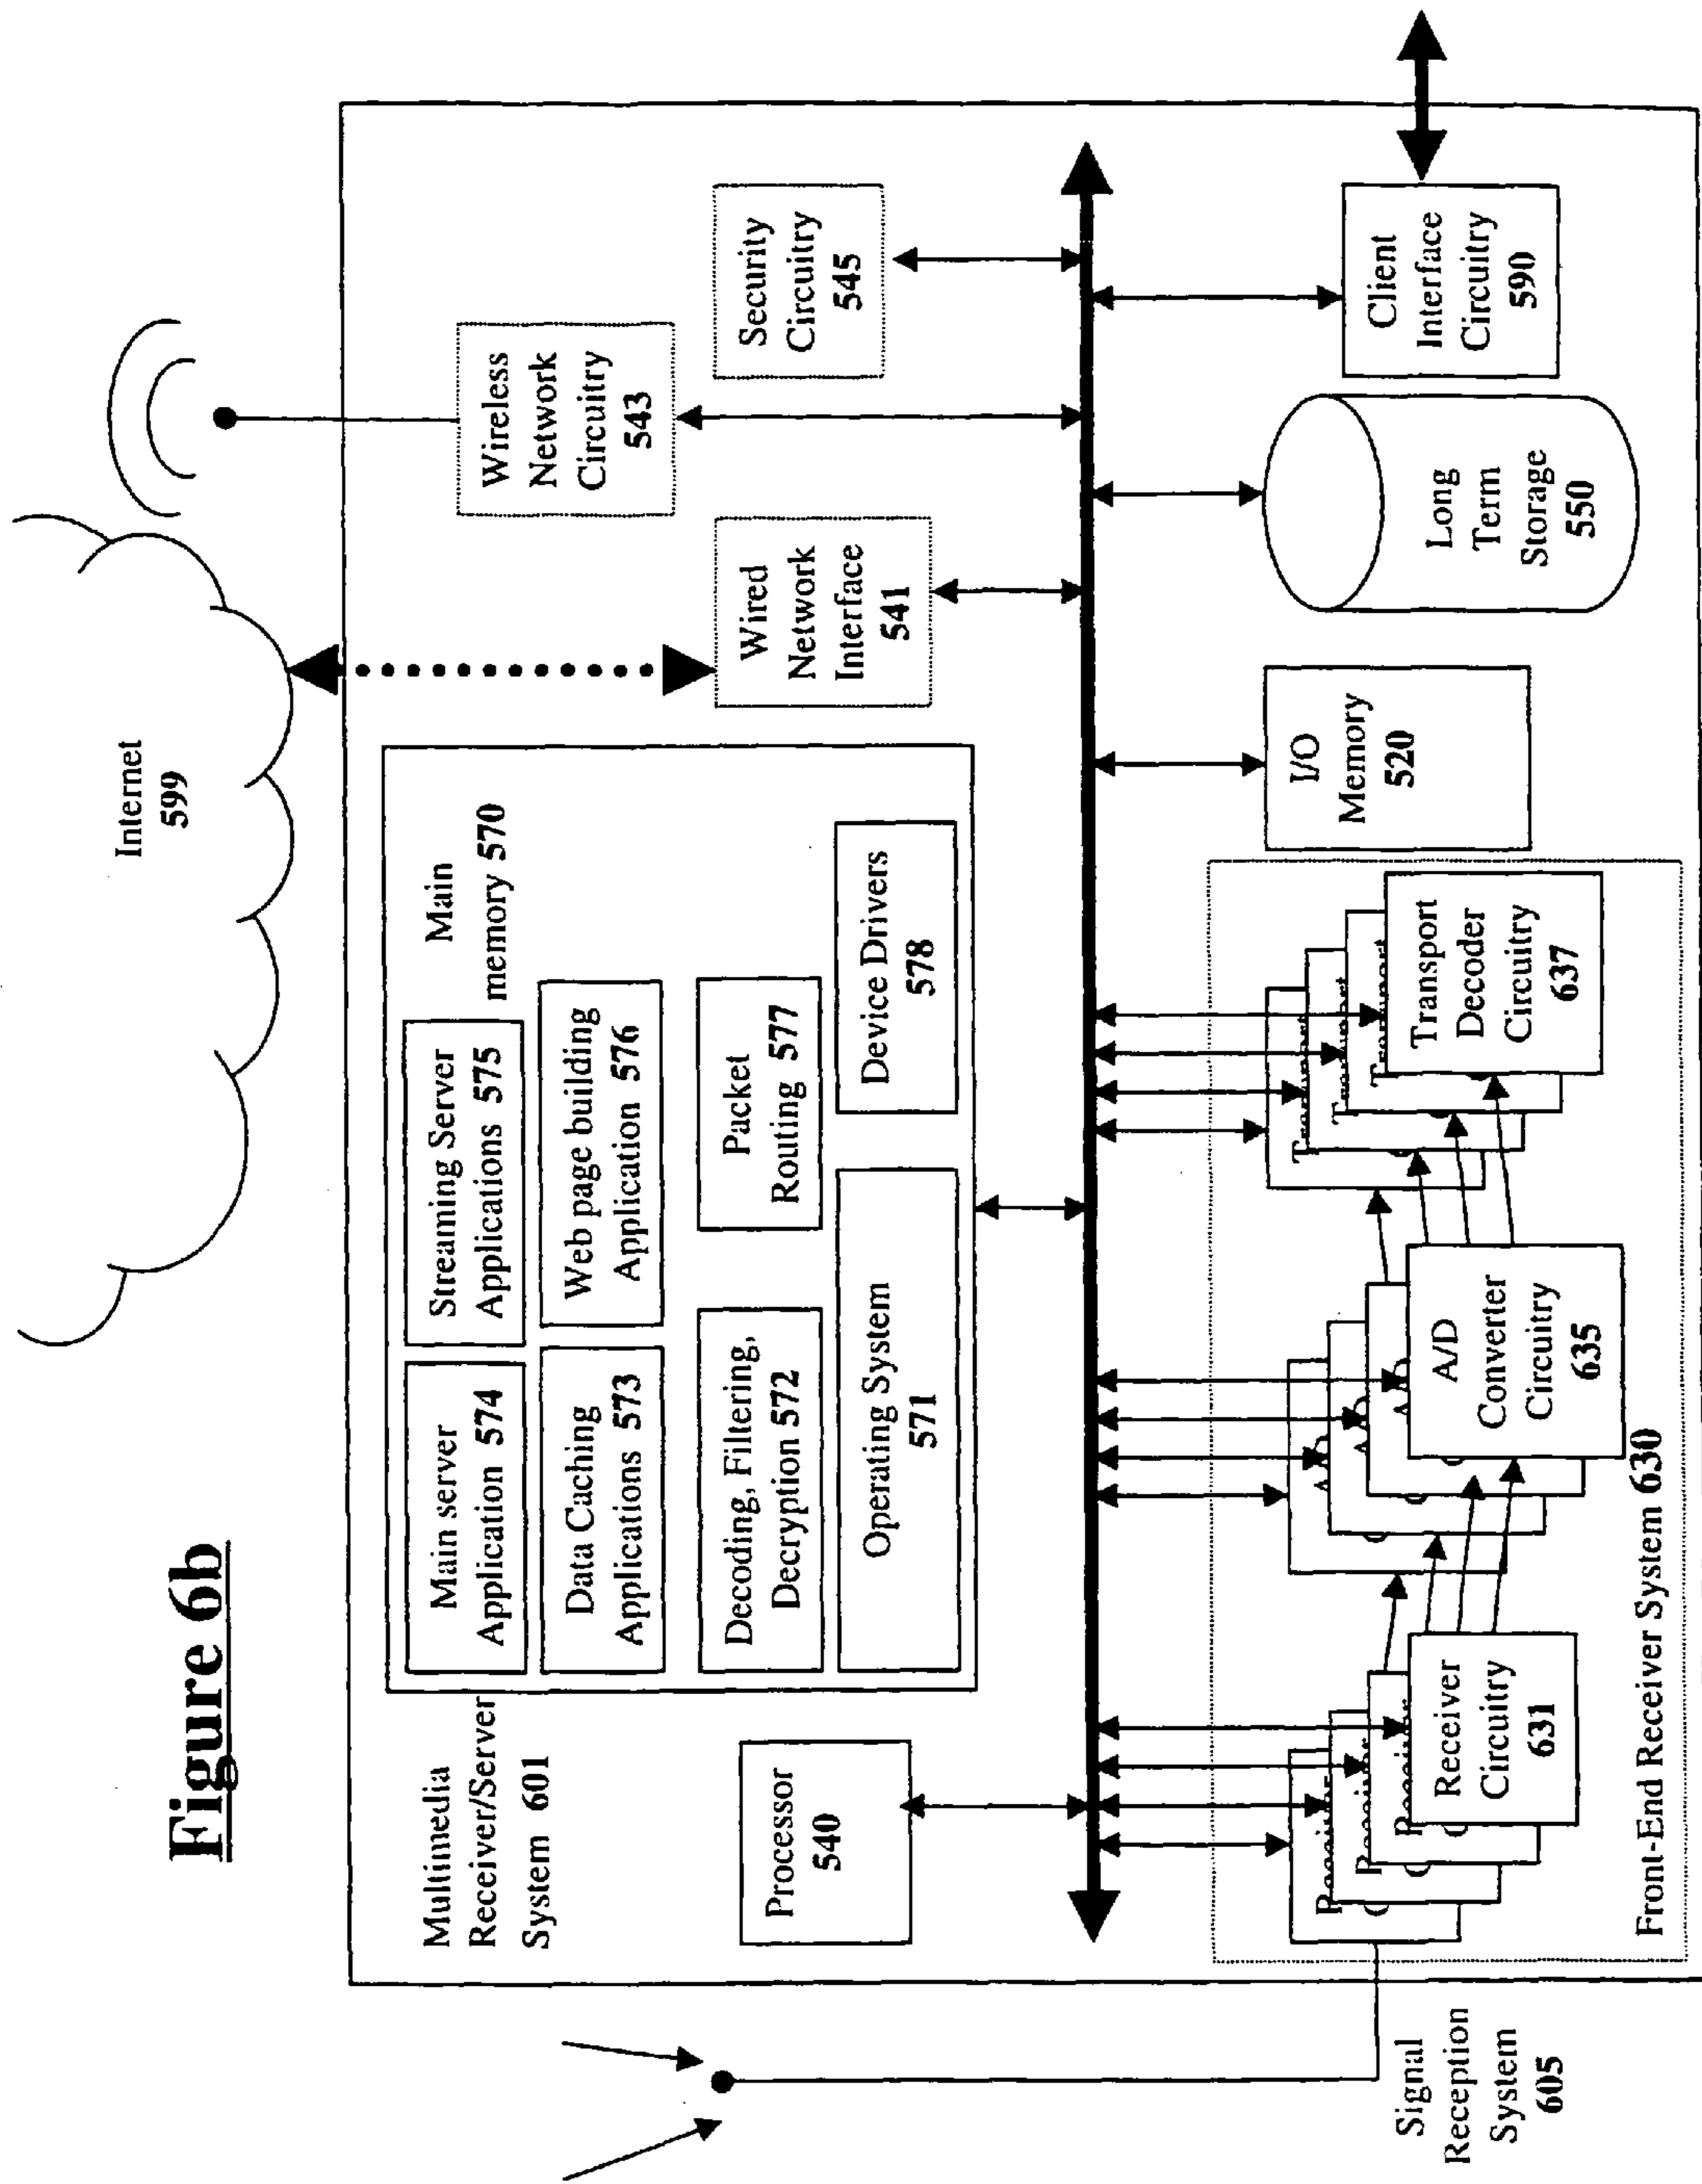 Figure 6b
Internet
599
Multimedia
Receiver/Server
System 601
Main server
Application 574
Streaming Server
Applications 575
Main
memory 570
Data Caching
Applications 573
Web page building
Application 576
Decoding, Filtering,
Decryption 572
Packet
Routing 577
Operating System
571
Device Drivers
578
Processor
540
Wired
Network
Interface
541
Wireless
Network
Circuitry
543
Security
Circuitry
545
Signal
Reception
System
605
Receiver
Circuitry
631
A/D
Converter
Circuitry
635
Transport
Decoder
Circuitry
637
Front-End Receiver System 630
I/O
Memory
520
Long
Term
Storage
550
Client
Interface
Circuitry
590